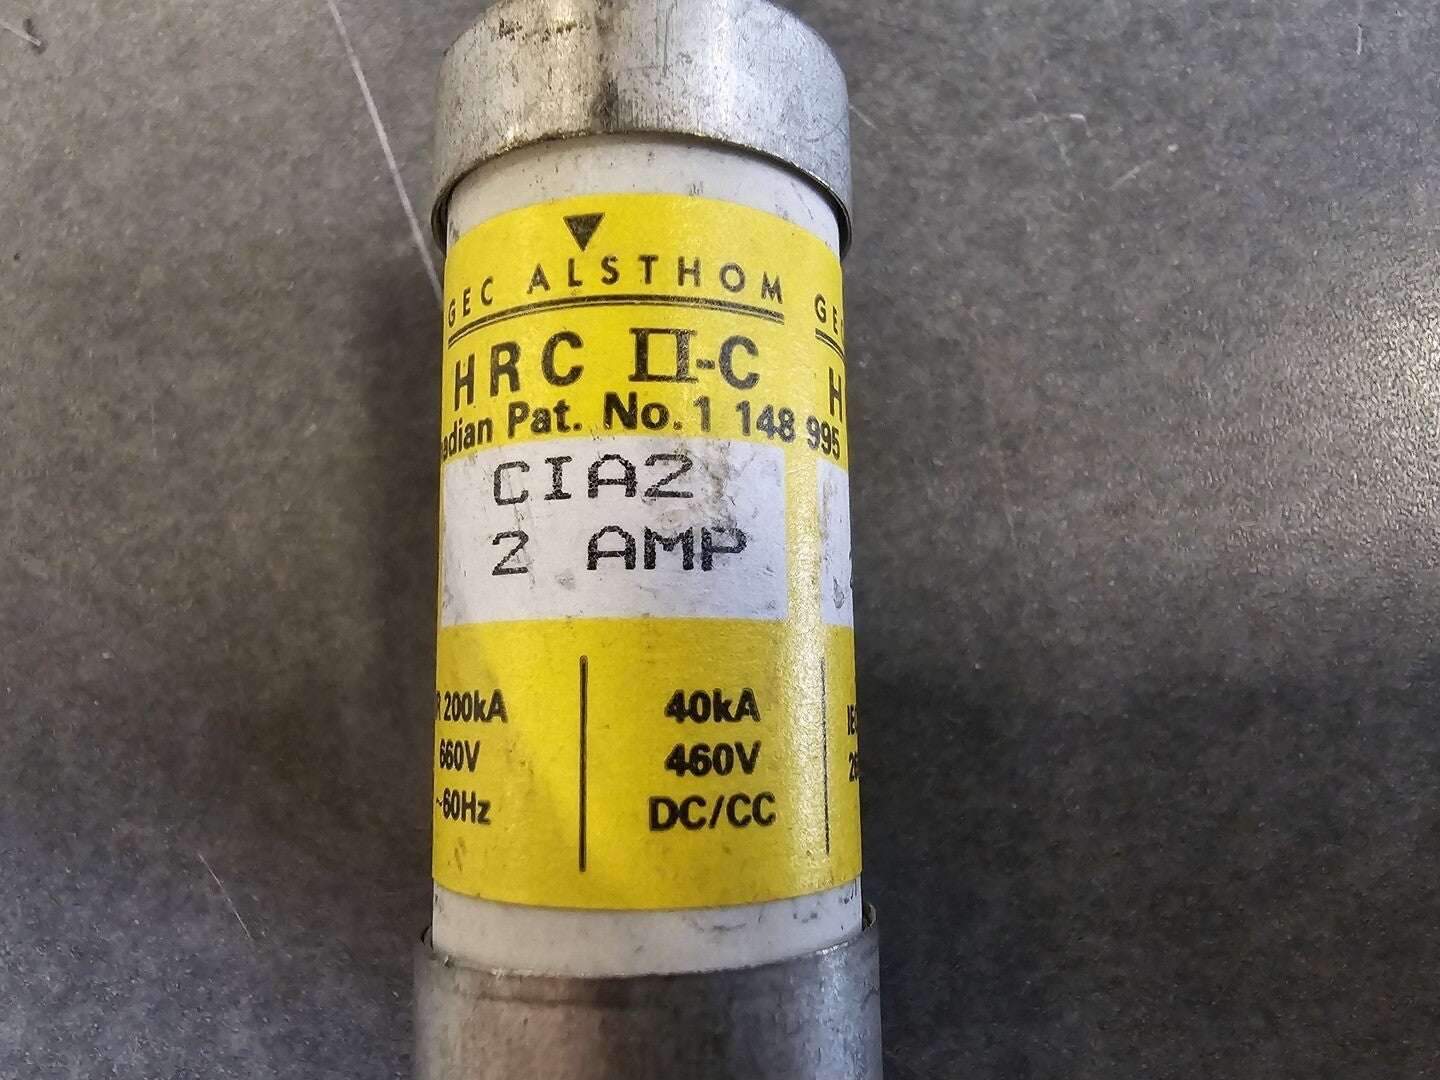 GEC ALSTHOM GEC
HRC II-C H
adian Pat. No. 1 148 995
CIA2
2 AMP
R 200kA
660V
~60Hz
40kA
460V
DC/CC